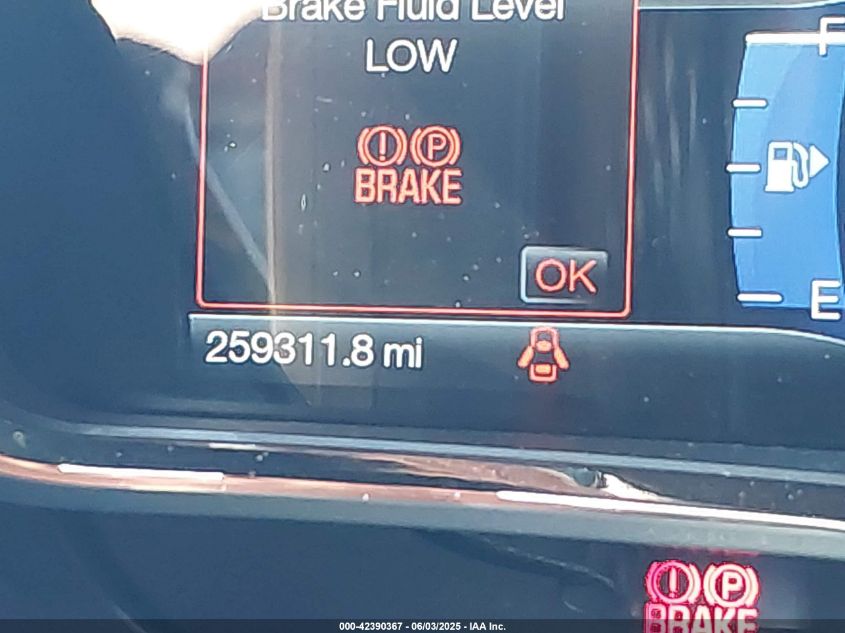 Brake Fluid Level
LOW
P
BRAKE
OK
F
E
259311.8 mi
P
BRAKE
000-42390367 - 06/03/2025 - IAA Inc.